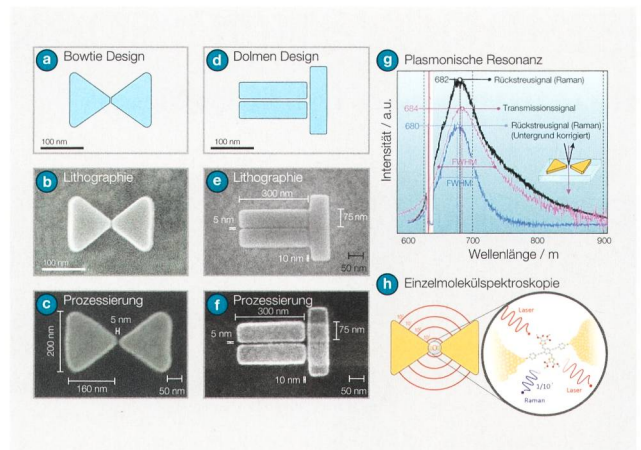 a Bowtie Design
100 nm
b Lithographie
100 nm
c Prozessierung
5 nm
H
200 nm
160 nm
50 nm
d Dolmen Design
100 nm
e Lithographie
300 nm
5 nm
75 nm
10 nm
50 nm
f Prozessierung
300 nm
5 nm
75 nm
10 nm
50 nm
g Plasmonische Resonanz
Intensität / a.u.
682
Rückstreusignal (Raman)
684
Transmissionssignal
680
Rückstreusignal (Raman)
(Untergrund korrigiert)
FWHM
FWHM
600 700 800 900
Wellenlänge / m
h Einzelmolekülspektroskopie
Laser
1/10
Laser
Raman